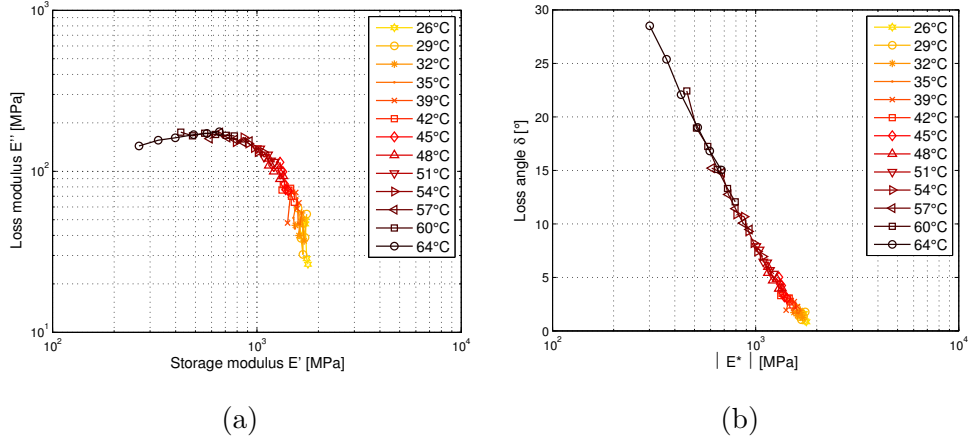 10³
10²
10¹
Loss modulus E'' [MPa]
10² 10³ 10⁴
Storage modulus E' [MPa]
26°C
29°C
32°C
35°C
39°C
42°C
45°C
48°C
51°C
54°C
57°C
60°C
64°C
(a)
30
25
20
15
10
5
0
Loss angle δ [°]
10² 10³ 10⁴
| E* | [MPa]
26°C
29°C
32°C
35°C
39°C
42°C
45°C
48°C
51°C
54°C
57°C
60°C
64°C
(b)